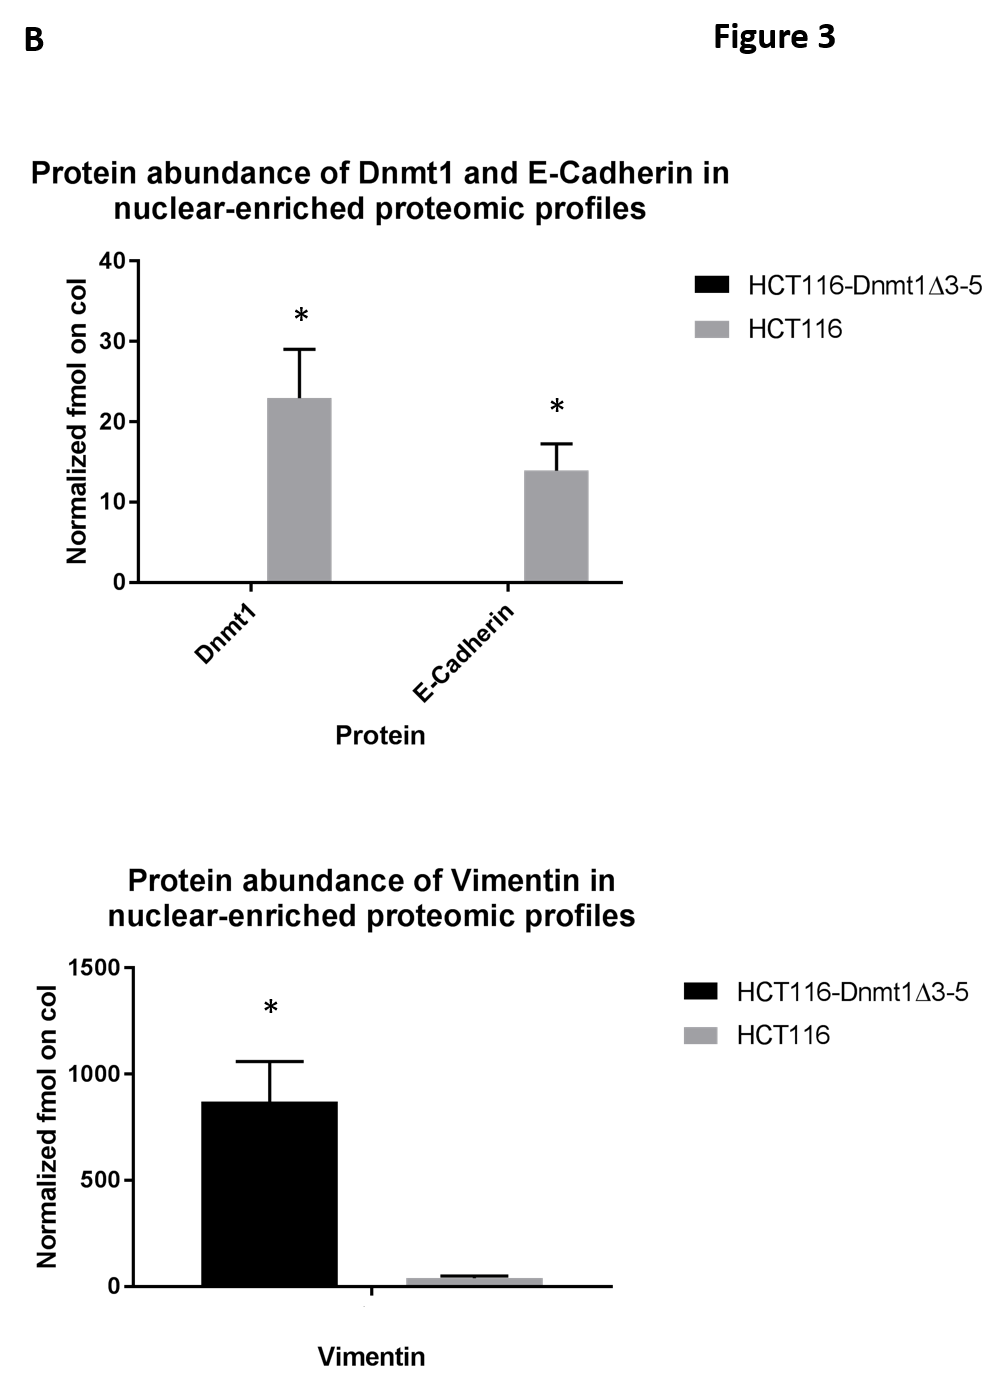 B
Figure 3
Protein abundance of Dnmt1 and E-Cadherin in
nuclear-enriched proteomic profiles
Normalized fmol on col
40
30
20
10
0
*
*
Dnmt1
E-Cadherin
Protein
HCT116-Dnmt1Δ3-5
HCT116
Protein abundance of Vimentin in
nuclear-enriched proteomic profiles
Normalized fmol on col
1500
1000
500
0
*
Vimentin
HCT116-Dnmt1Δ3-5
HCT116